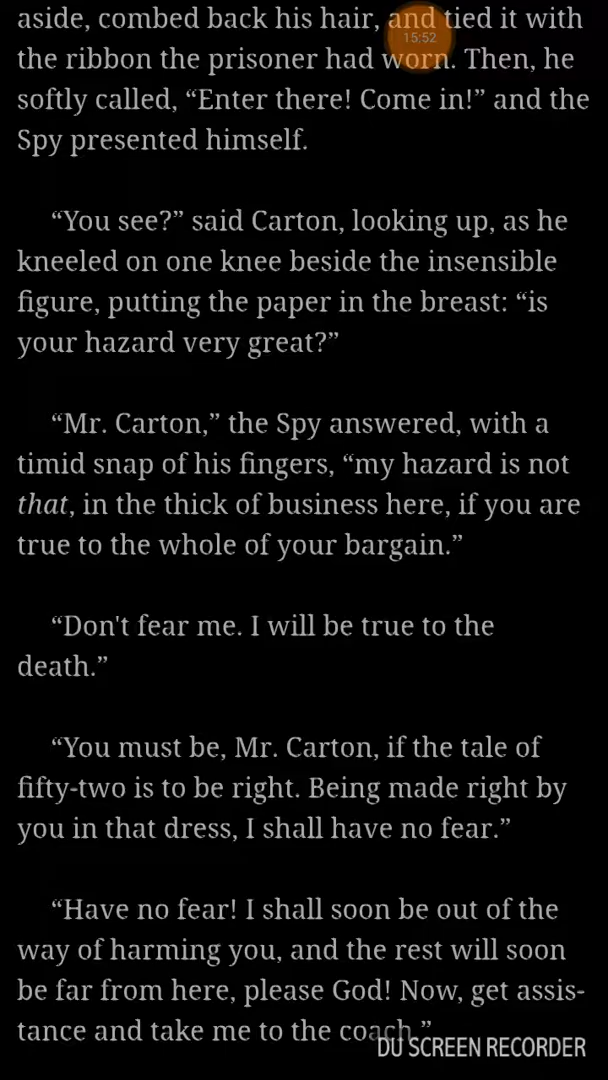 aside, combed back his hair, and tied it with
15:52
the ribbon the prisoner had worn. Then, he
softly called, “Enter there! Come in!” and the
Spy presented himself.
“You see?” said Carton, looking up, as he
kneeled on one knee beside the insensible
figure, putting the paper in the breast: “is
your hazard very great?”
“Mr. Carton,” the Spy answered, with a
timid snap of his fingers, “my hazard is not
that, in the thick of business here, if you are
true to the whole of your bargain.”
“Don't fear me. I will be true to the
death.”
“You must be, Mr. Carton, if the tale of
fifty-two is to be right. Being made right by
you in that dress, I shall have no fear.”
“Have no fear! I shall soon be out of the
way of harming you, and the rest will soon
be far from here, please God! Now, get assis-
tance and take me to the coach.”
DU SCREEN RECORDER